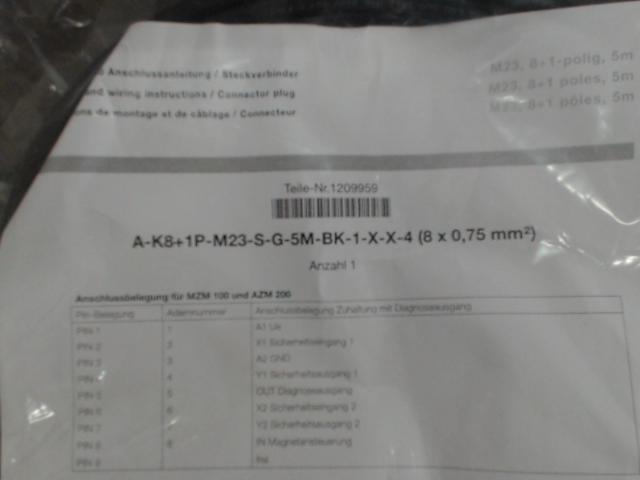 Anschlussanleitung / Steckverbinder
and wiring instructions / Connector plug
de montage et de câblage / Connecteur
M23, 8+1-polig, 5m
M23, 8+1 poles, 5m
M23, 8+1 pôles, 5m
Teile-Nr.1209959
A-K8+1P-M23-S-G-5M-BK-1-X-X-4 (8 x 0,75 mm²)
Anzahl 1
Anschlussbelegung für MZM 100 und AZM 200
Pin-Belegung Adernnummer Anschlussbelegung Zuhaltung mit Diagnoseausgang
PIN 1 1 A1 Ue
PIN 2 2 X1 Sicherheitseingang 1
PIN 3 3 A2 GND
PIN 4 Y1 Sicherheitsausgang 1
PIN 5 5 OUT Diagnoseausgang
PIN 6 6 X2 Sicherheitseingang 2
PIN 7 Y2 Sicherheitsausgang 2
PIN 8 8 IN Magnetansteuerung
PIN 9